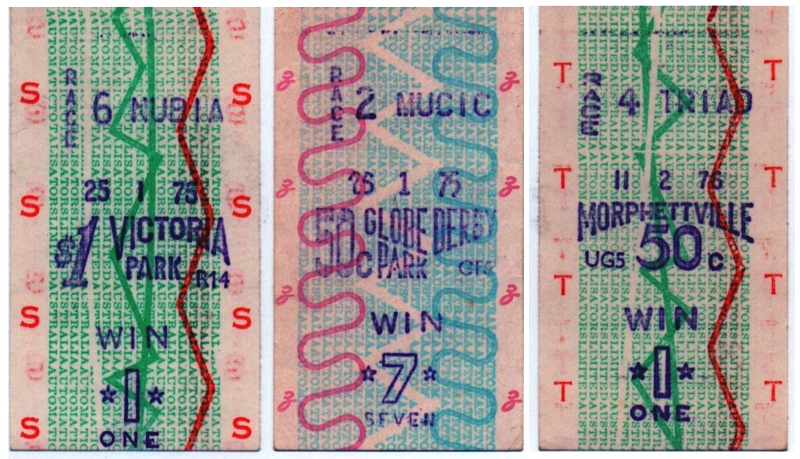 S S
RACE 6 NUBIA
25 1 75
S S
$1 VICTORIA
PARK R14
S S
WIN
★1★
ONE
S S
RACE 2 MUCIC
26 1 75
50C GLOBE DERBY
PARK
WIN
★7★
SEVEN
T T
RACE 4 TRIAD
T T
11 2 76
MORPHETTVILLE
UG5 50C
T T
WIN
★1★
ONE
T T